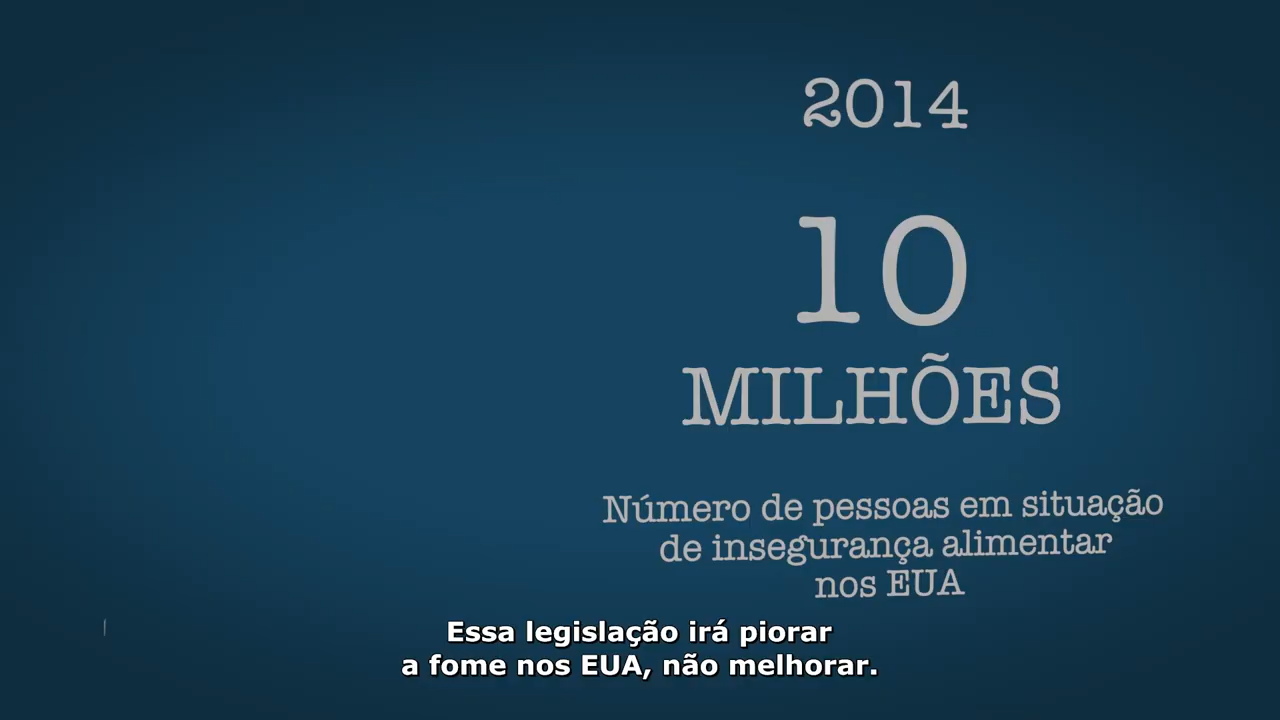 2014
10
MILHÕES
Número de pessoas em situação
de insegurança alimentar
nos EUA
Essa legislação irá piorar
a fome nos EUA, não melhorar.